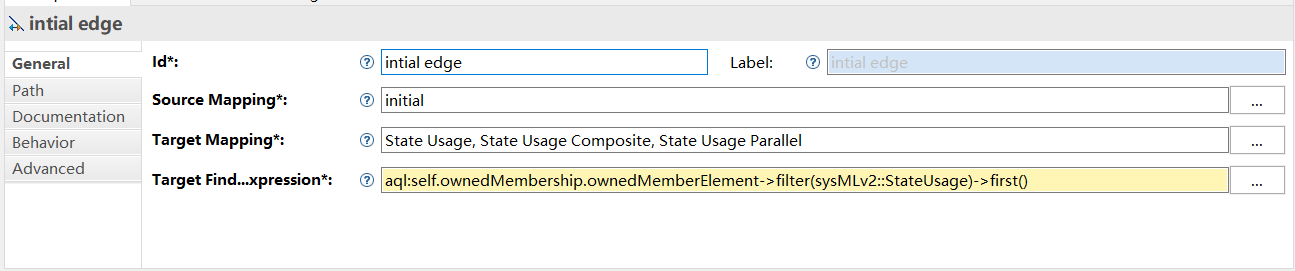 intial edge
General
Id*:
intial edge
Label:
intial edge
Path
Source Mapping*:
initial
...
Documentation
Target Mapping*:
State Usage, State Usage Composite, State Usage Parallel
...
Behavior
Advanced
Target Find...xpression*:
aql:self.ownedMembership.ownedMemberElement->filter(sysMLv2::StateUsage)->first()
...